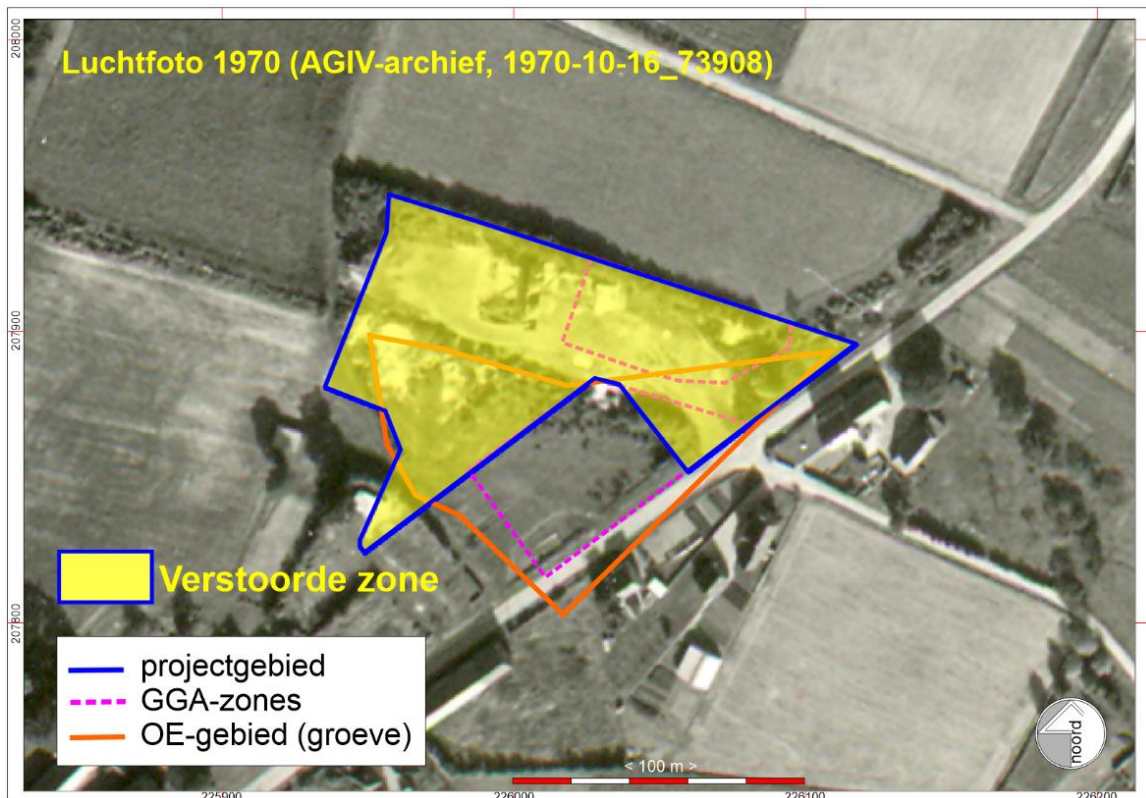 Luchtfoto 1970 (AGIV-archief, 1970-10-16_73908)
208000
207900
207800
Verstoorde zone
projectgebied
GGA-zones
OE-gebied (groeve)
< 100 m >
noord
225900
226000
226100
226200